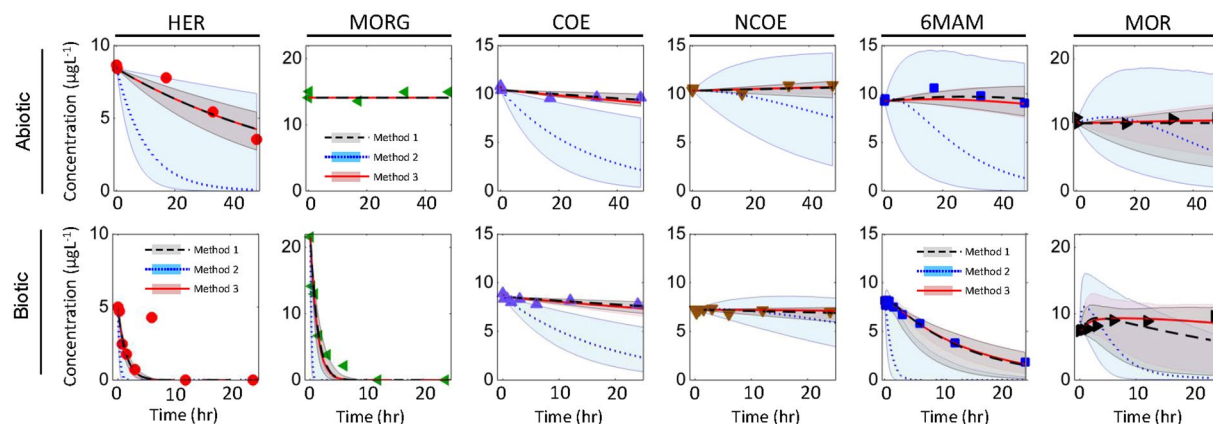 HER MORG COE NCOE 6MAM MOR
Abiotic
Concentration (µgL-1)
10 20 15 15 15 15
5 10 10 10 10 10
5 5 5 5
0 0 0 0 0 0
Method 1
Method 2
Method 3
0 20 40 0 20 40 0 20 40 0 20 40 0 20 40 0 20 40
Biotic
Concentration (µgL-1)
10 20 15 15 15 15
5 10 10 10 10 10
5 5 5 5
0 0 0 0 0 0
Method 1
Method 2
Method 3
Method 1
Method 2
Method 3
0 10 20 0 10 20 0 10 20 0 10 20 0 10 20 0 10 20
Time (hr) Time (hr) Time (hr) Time (hr) Time (hr) Time (hr)